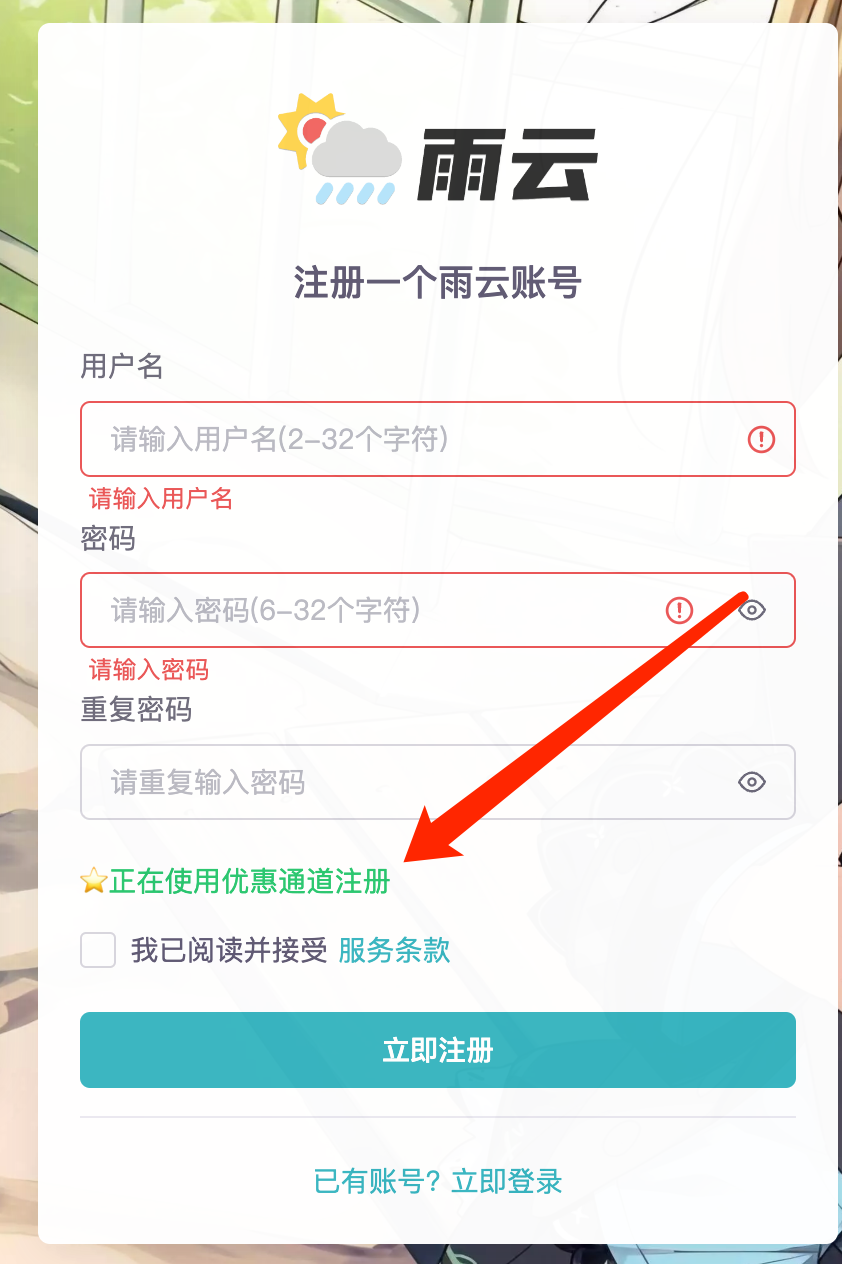 雨云
注册一个雨云账号
用户名
请输入用户名(2-32个字符)
请输入用户名
密码
请输入密码(6-32个字符)
请输入密码
重复密码
请重复输入密码
⭐正在使用优惠通道注册
我已阅读并接受 服务条款
立即注册
已有账号? 立即登录